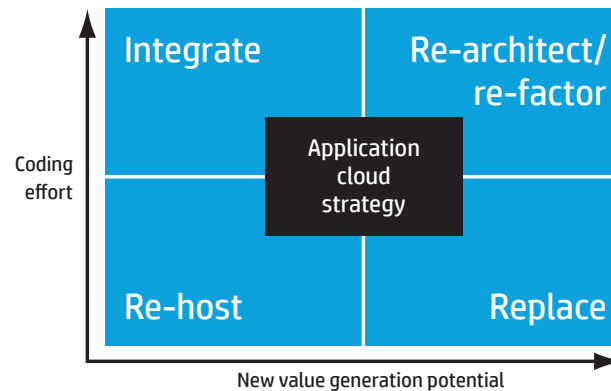 Integrate
Re-architect/
re-factor
Application
cloud
strategy
Coding
effort
Re-host
Replace
New value generation potential